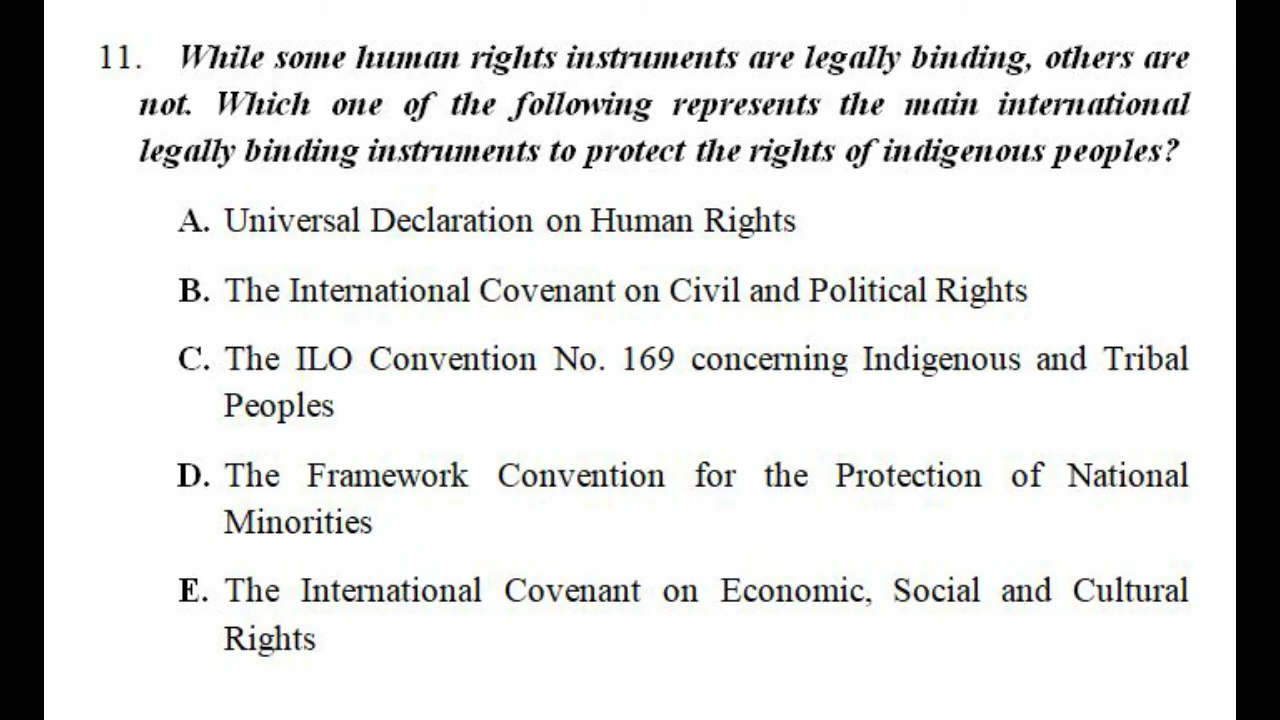 11. While some human rights instruments are legally binding, others are
not. Which one of the following represents the main international
legally binding instruments to protect the rights of indigenous peoples?
A. Universal Declaration on Human Rights
B. The International Covenant on Civil and Political Rights
C. The ILO Convention No. 169 concerning Indigenous and Tribal
Peoples
D. The Framework Convention for the Protection of National
Minorities
E. The International Covenant on Economic, Social and Cultural
Rights